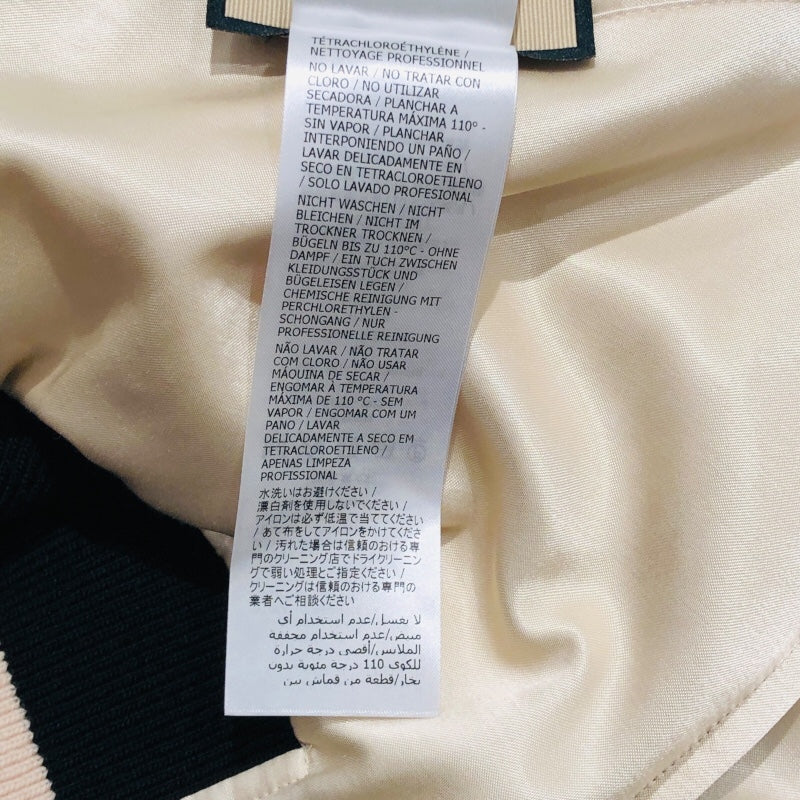 TÉTRACHLOROÉTHYLÈNE /
NETTOYAGE PROFESSIONNEL
NO LAVAR / NO TRATAR CON
CLORO / NO UTILIZAR
SECADORA / PLANCHAR A
TEMPERATURA MÁXIMA 110° -
SIN VAPOR / PLANCHAR
INTERPONIENDO UN PAÑO /
LAVAR DELICADAMENTE EN
SECO EN TETRACLOROETILENO
/ SOLO LAVADO PROFESIONAL
NICHT WASCHEN / NICHT
BLEICHEN / NICHT IM
TROCKNER TROCKNEN /
BÜGELN BIS ZU 110°C - OHNE
DAMPF / EIN TUCH ZWISCHEN
KLEIDUNGSSTÜCK UND
BÜGELEISEN LEGEN /
CHEMISCHE REINIGUNG MIT
PERCHLORETHYLEN -
SCHONGANG / NUR
PROFESSIONELLE REINIGUNG
NÃO LAVAR / NÃO TRATAR
COM CLORO / NÃO USAR
MÁQUINA DE SECAR /
ENGOMAR À TEMPERATURA
MÁXIMA DE 110 °C - SEM
VAPOR / ENGOMAR COM UM
PANO / LAVAR
DELICADAMENTE A SECO EM
TETRACLOROETILENO /
APENAS LIMPEZA
PROFISSIONAL
水洗いはお避けください /
漂白剤を使用しないでください /
アイロンは必ず低温で当ててください
/ あて布をしてアイロンをかけてくださ
い / 汚れた場合は信頼のおける専
門のクリーニング店でドライクリーニン
グで弱い処理とご指定ください /
クリーニングは信頼のおける専門の
業者へご相談ください
لا يغسل/عدم استخدام أي
مبيض/عدم استخدام مجففة
الملابس/أقصى درجة حرارة
للكوي 110 درجة مئوية بدون
بخار/قطعة من قماش بين